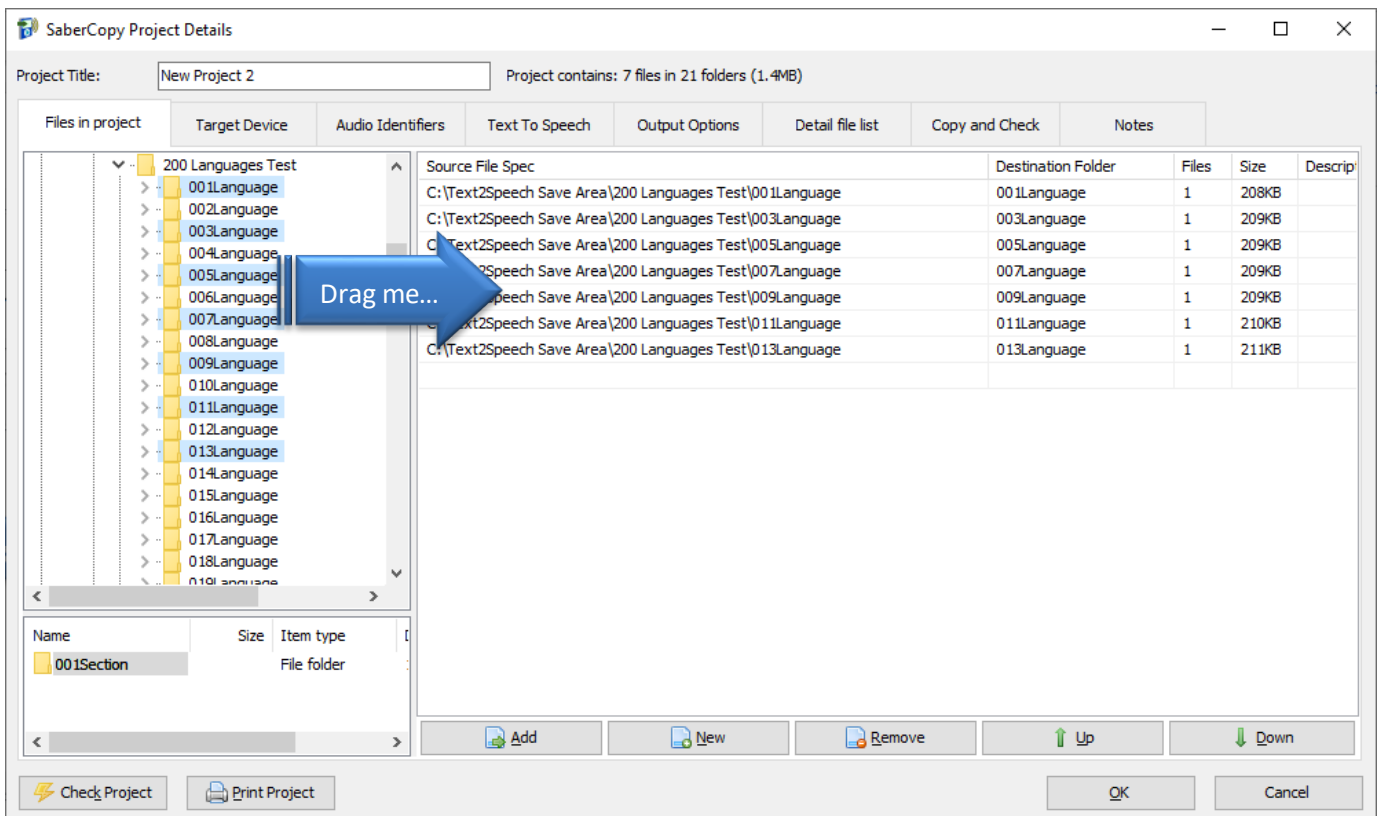 SaberCopy Project Details
Project Title: New Project 2 Project contains: 7 files in 21 folders (1.4MB)
Files in project Target Device Audio Identifiers Text To Speech Output Options Detail file list Copy and Check Notes
200 Languages Test
001Language
002Language
003Language
004Language
005Language
006Language
007Language
008Language
009Language
010Language
011Language
012Language
013Language
014Language
015Language
016Language
017Language
018Language
019Language
Drag me...
Source File Spec Destination Folder Files Size Descrip
C:\Text2Speech Save Area\200 Languages Test\001Language 001Language 1 208KB
C:\Text2Speech Save Area\200 Languages Test\003Language 003Language 1 209KB
C:\Text2Speech Save Area\200 Languages Test\005Language 005Language 1 209KB
Speech Save Area\200 Languages Test\007Language 007Language 1 209KB
Speech Save Area\200 Languages Test\009Language 009Language 1 209KB
Text2Speech Save Area\200 Languages Test\011Language 011Language 1 210KB
C:\Text2Speech Save Area\200 Languages Test\013Language 013Language 1 211KB
Name Size Item type
001Section File folder
Add New Remove Up Down
Check Project Print Project OK Cancel